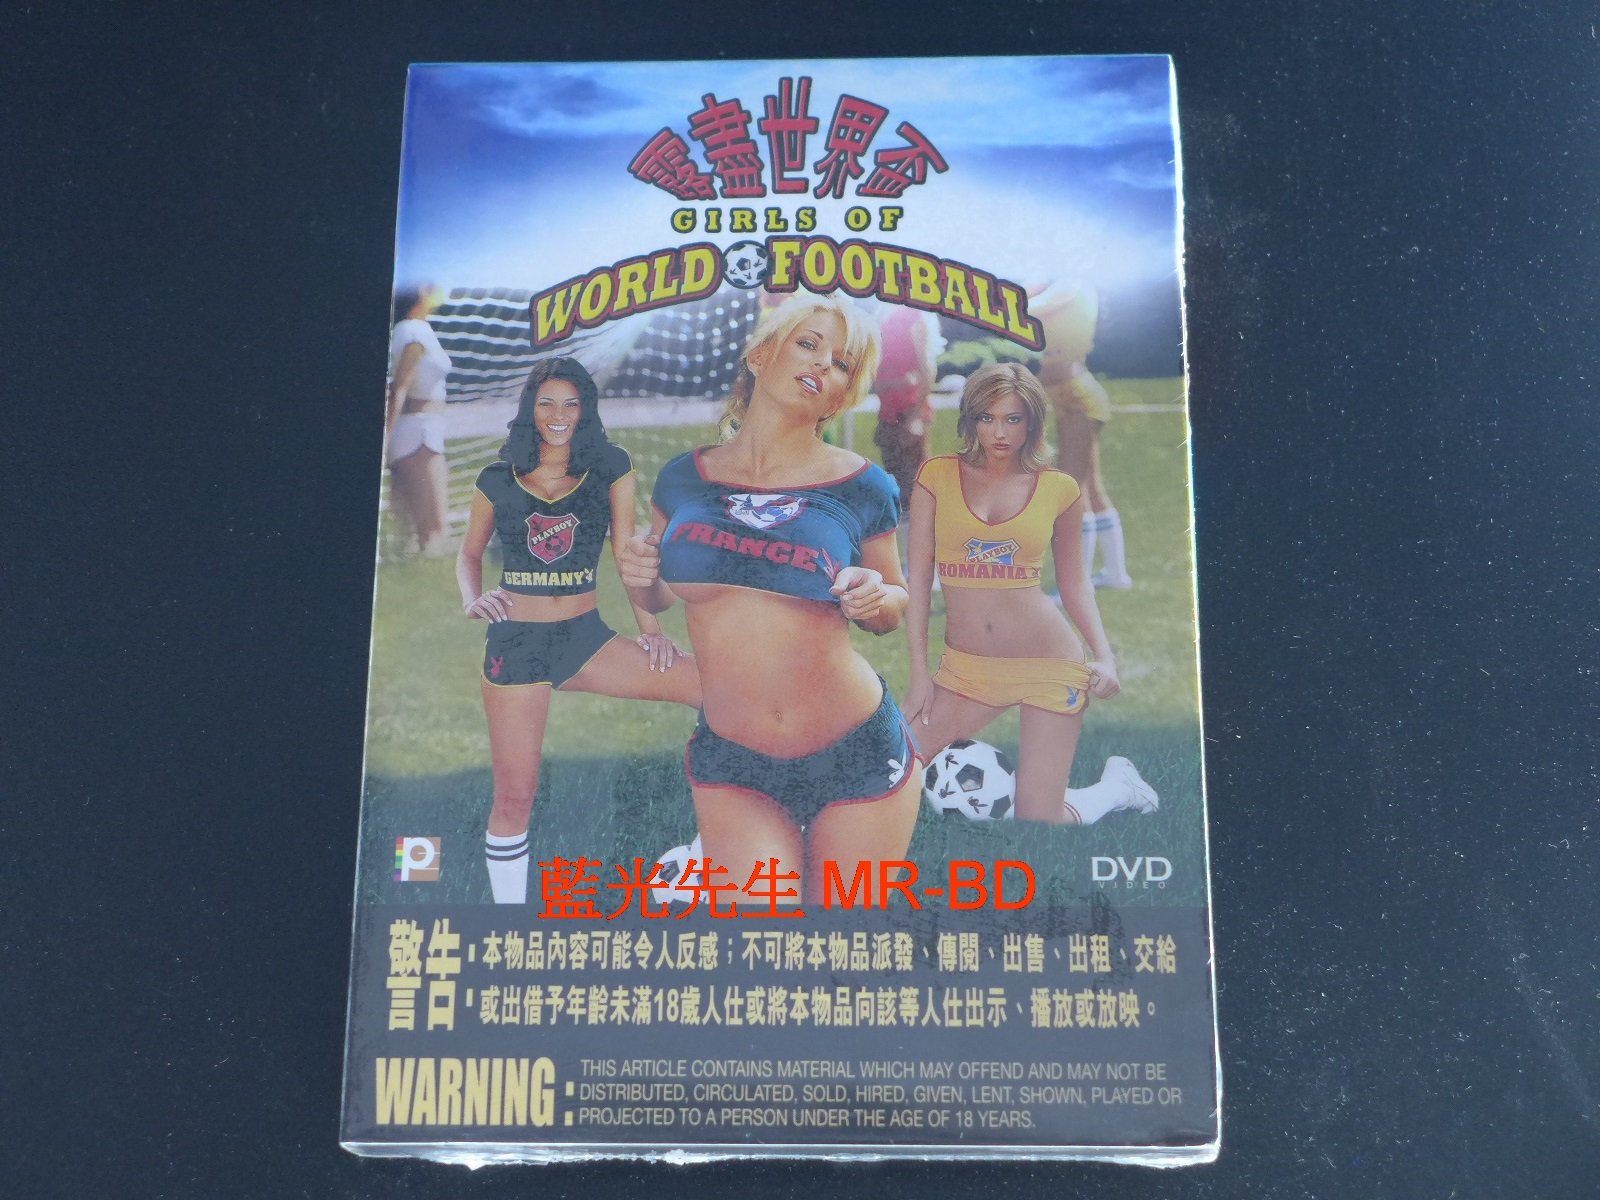 露盡世界盃
GIRLS OF
WORLD FOOTBALL
PLAYBOY
GERMANY
FRANCE
PLAYBOY
ROMANIA
P
DVD
VIDEO
藍光先生 MR-BD
警告：本物品內容可能令人反感；不可將本物品派發、傳閱、出售、出租、交給
或出借予年齡未滿18歲人仕或將本物品向該等人仕出示、播放或放映。
WARNING: THIS ARTICLE CONTAINS MATERIAL WHICH MAY OFFEND AND MAY NOT BE
DISTRIBUTED, CIRCULATED, SOLD, HIRED, GIVEN, LENT, SHOWN, PLAYED OR
PROJECTED TO A PERSON UNDER THE AGE OF 18 YEARS.